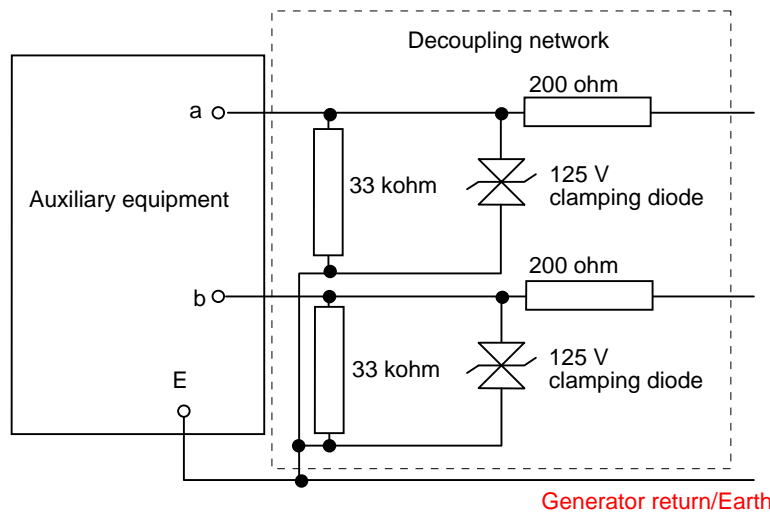 Decoupling network
200 ohm
a
33 kohm
125 V
clamping diode
Auxiliary equipment
200 ohm
b
33 kohm
125 V
clamping diode
E
Generator return/Earth